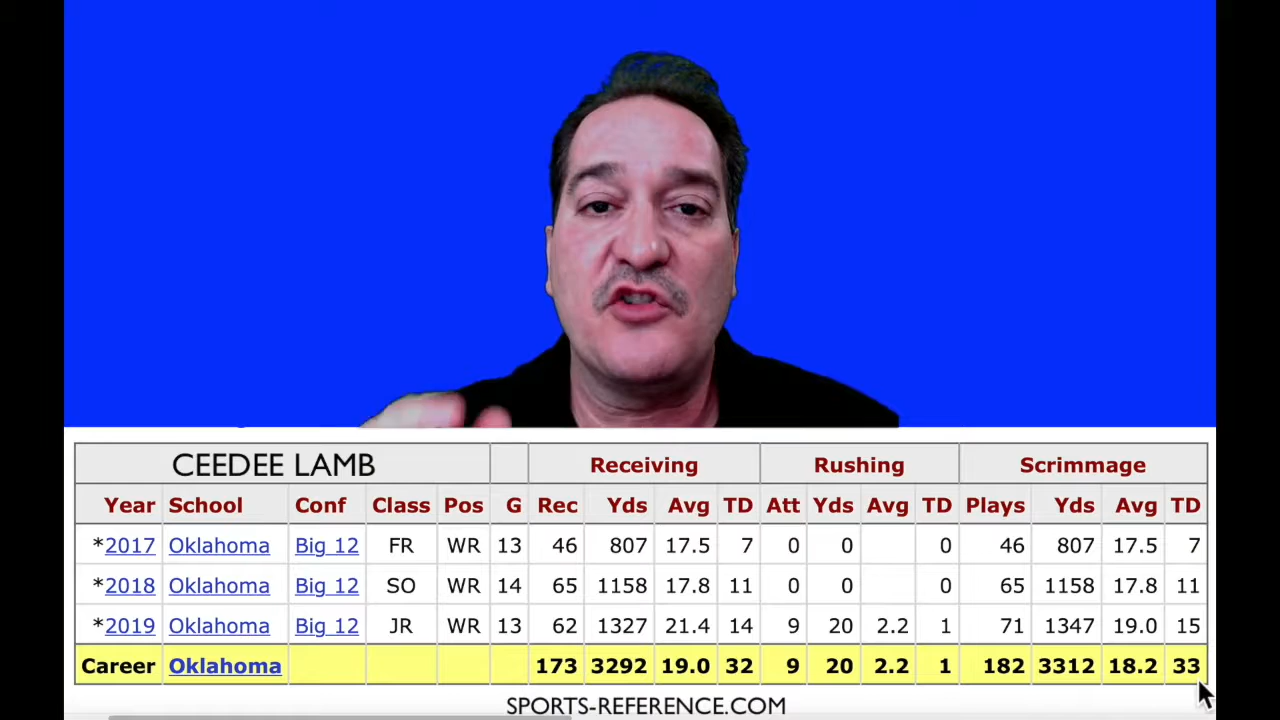 CEEDEE LAMB Receiving Rushing Scrimmage
Year School Conf Class Pos G Rec Yds Avg TD Att Yds Avg TD Plays Yds Avg TD
*2017 Oklahoma Big 12 FR WR 13 46 807 17.5 7 0 0 0 46 807 17.5 7
*2018 Oklahoma Big 12 SO WR 14 65 1158 17.8 11 0 0 0 65 1158 17.8 11
*2019 Oklahoma Big 12 JR WR 13 62 1327 21.4 14 9 20 2.2 1 71 1347 19.0 15
Career Oklahoma 173 3292 19.0 32 9 20 2.2 1 182 3312 18.2 33
SPORTS-REFERENCE.COM